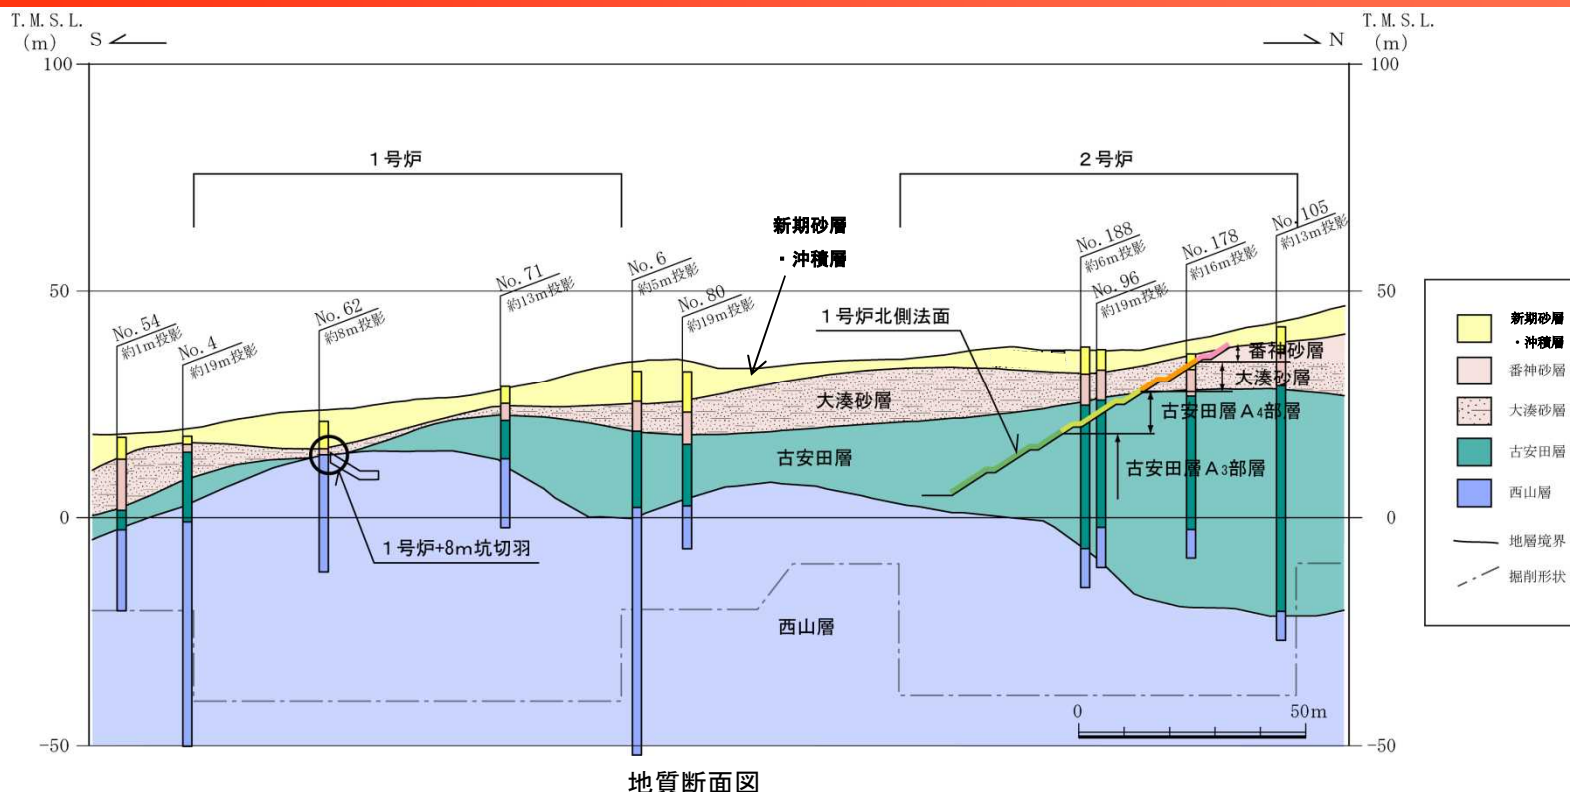 T.M.S.L.
(m)
S
N
T.M.S.L.
(m)
100
100
1号炉
2号炉
新期砂層
・沖積層
No.54
約1m投影
No.4
約19m投影
No.62
約8m投影
No.71
約13m投影
No.6
約5m投影
No.80
約19m投影
No.188
約6m投影
No.96
約19m投影
No.178
約16m投影
No.105
約13m投影
50
50
1号炉北側法面
番神砂層
大湊砂層
大湊砂層
古安田層A4部層
古安田層
古安田層A3部層
0
0
1号炉+8m坑切羽
西山層
0
50m
-50
-50
新期砂層
・沖積層
番神砂層
大湊砂層
古安田層
西山層
地層境界
掘削形状
地質断面図